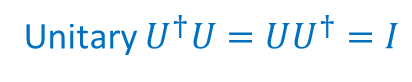 Unitary U†U = UU† = I